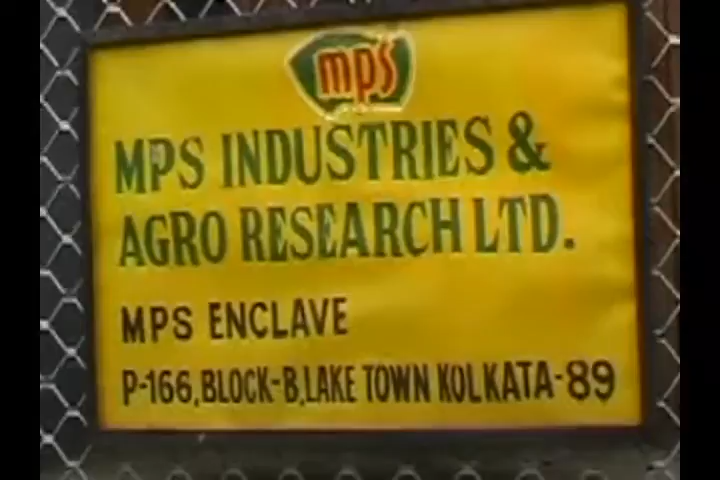 mps
MPS INDUSTRIES &
AGRO RESEARCH LTD.
MPS ENCLAVE
P-166,BLOCK-B,LAKE TOWN KOLKATA-89